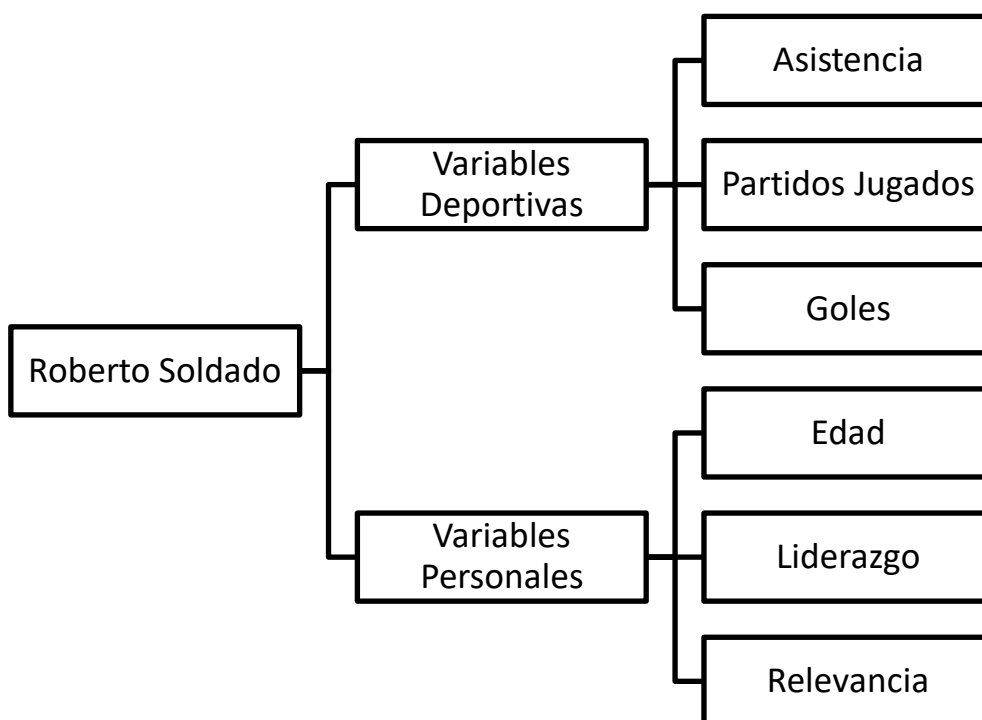 Roberto Soldado
Variables
Deportivas
Asistencia
Partidos Jugados
Goles
Variables
Personales
Edad
Liderazgo
Relevancia